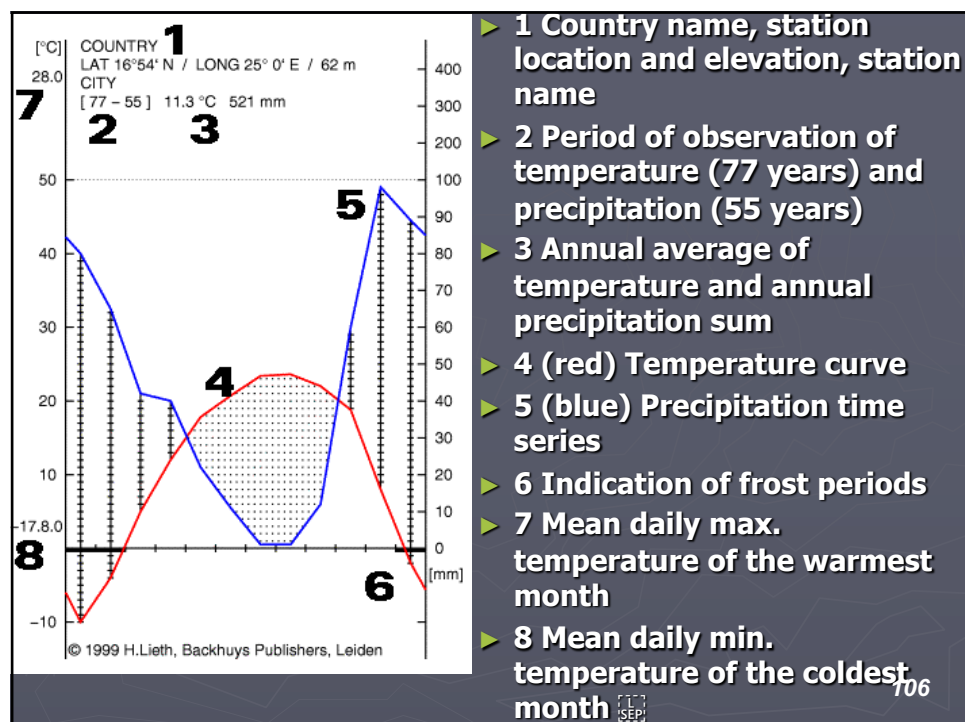 [°C]
COUNTRY 1
LAT 16°54' N / LONG 25° 0' E / 62 m
CITY
[ 77 – 55 ] 11.3 °C 521 mm
28.0
7
2
3
400
300
200
50
100
5
90
40
80
70
30
60
50
4
20
40
30
10
20
-17.8.0
10
8
0
6
[mm]
−10
© 1999 H.Lieth, Backhuys Publishers, Leiden
► 1 Country name, station
location and elevation, station
name
► 2 Period of observation of
temperature (77 years) and
precipitation (55 years)
► 3 Annual average of
temperature and annual
precipitation sum
► 4 (red) Temperature curve
► 5 (blue) Precipitation time
series
► 6 Indication of frost periods
► 7 Mean daily max.
temperature of the warmest
month
► 8 Mean daily min.
temperature of the coldest
month L SEP
106